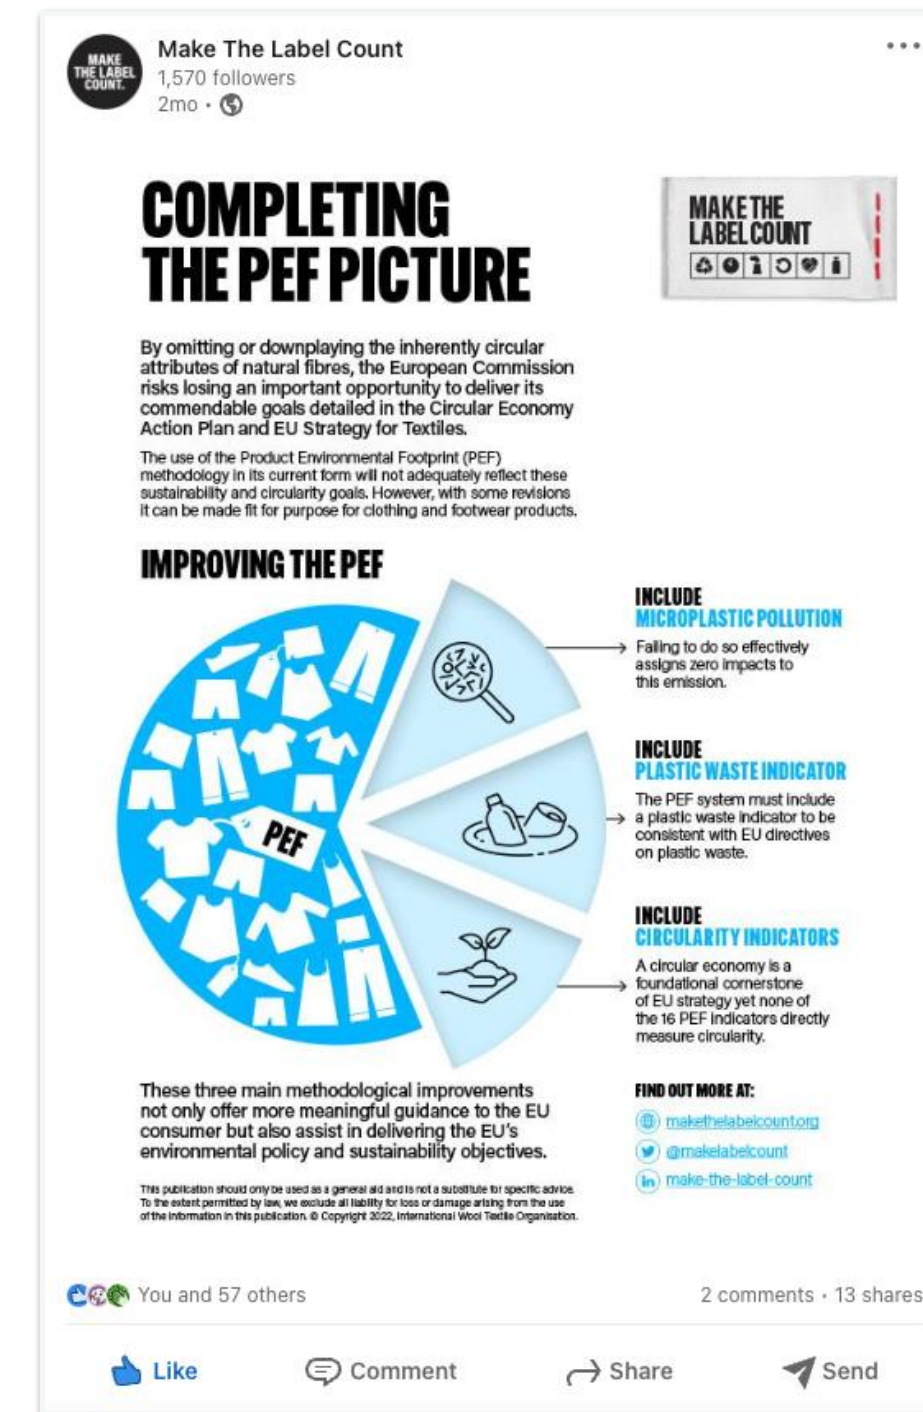 MAKE
THE LABEL
COUNT.
Make The Label Count
1,570 followers
2mo •
COMPLETING
THE PEF PICTURE
MAKE THE
LABEL COUNT
By omitting or downplaying the inherently circular
attributes of natural fibres, the European Commission
risks losing an important opportunity to deliver its
commendable goals detailed in the Circular Economy
Action Plan and EU Strategy for Textiles.
The use of the Product Environmental Footprint (PEF)
methodology in its current form will not adequately reflect these
sustainability and circularity goals. However, with some revisions
it can be made fit for purpose for clothing and footwear products.
IMPROVING THE PEF
PEF
INCLUDE
MICROPLASTIC POLLUTION
Failing to do so effectively
assigns zero impacts to
this emission.
INCLUDE
PLASTIC WASTE INDICATOR
The PEF system must include
a plastic waste indicator to be
consistent with EU directives
on plastic waste.
INCLUDE
CIRCULARITY INDICATORS
A circular economy is a
foundational cornerstone
of EU strategy yet none of
the 16 PEF indicators directly
measure circularity.
These three main methodological improvements
not only offer more meaningful guidance to the EU
consumer but also assist in delivering the EU's
environmental policy and sustainability objectives.
This publication should only be used as a general aid and is not a substitute for specific advice.
To the extent permitted by law, we exclude all liability for loss or damage arising from the use
of the information in this publication. © Copyright 2022, International Wool Textile Organisation.
FIND OUT MORE AT:
makethelabelcount.org
@makelabelcount
in make-the-label-count
You and 57 others
2 comments • 13 shares
Like
Comment
Share
Send